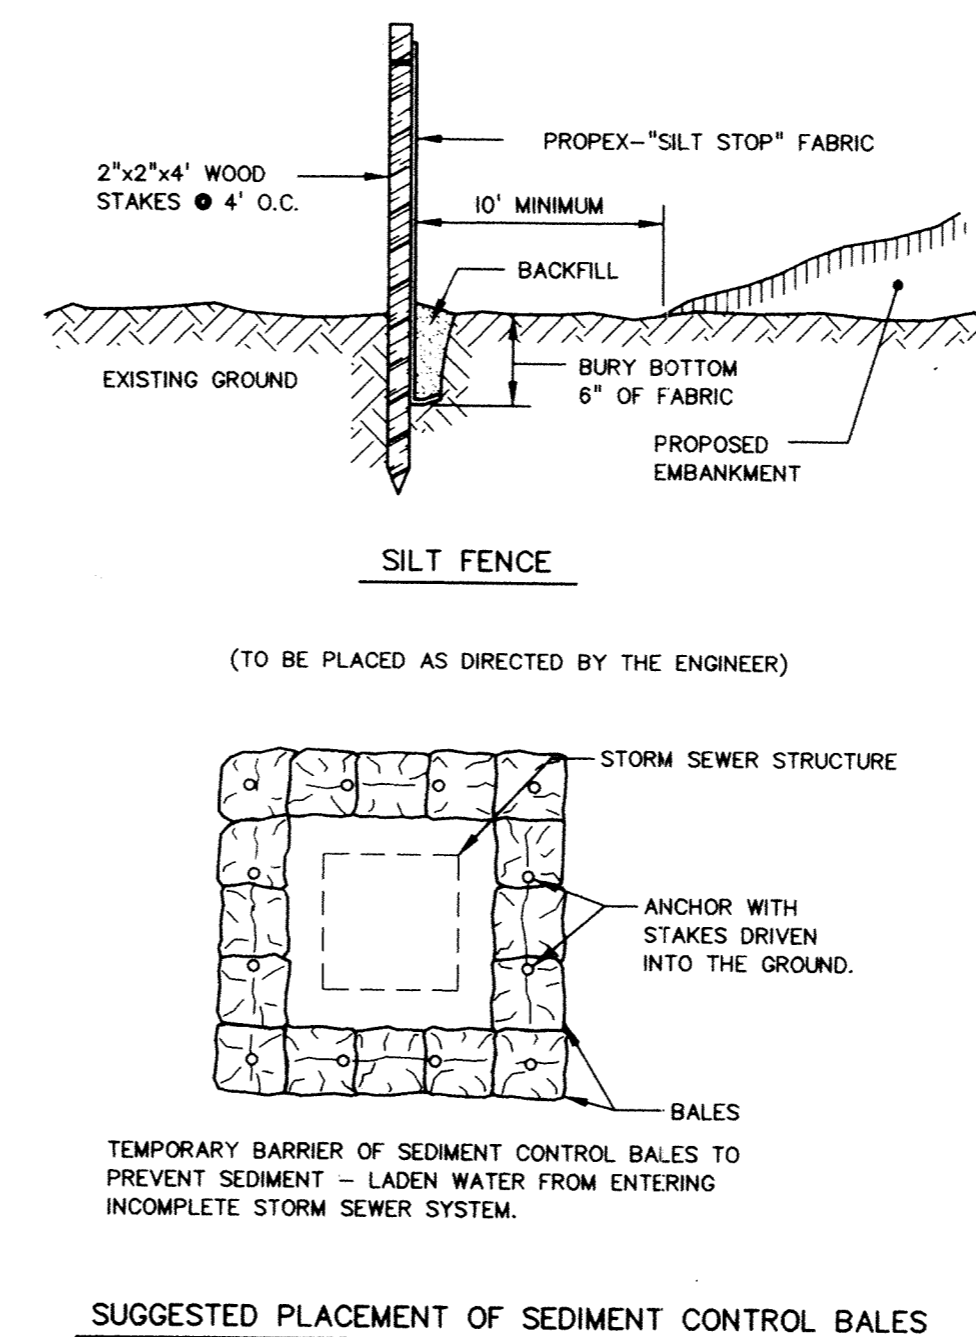 PROPEX-"SILT STOP" FABRIC
2"x2"x4' WOOD
STAKES @ 4' O.C.
10' MINIMUM
BACKFILL
EXISTING GROUND
BURY BOTTOM
6" OF FABRIC
PROPOSED
EMBANKMENT
SILT FENCE
(TO BE PLACED AS DIRECTED BY THE ENGINEER)
STORM SEWER STRUCTURE
ANCHOR WITH
STAKES DRIVEN
INTO THE GROUND.
BALES
TEMPORARY BARRIER OF SEDIMENT CONTROL BALES TO
PREVENT SEDIMENT – LADEN WATER FROM ENTERING
INCOMPLETE STORM SEWER SYSTEM.
SUGGESTED PLACEMENT OF SEDIMENT CONTROL BALES